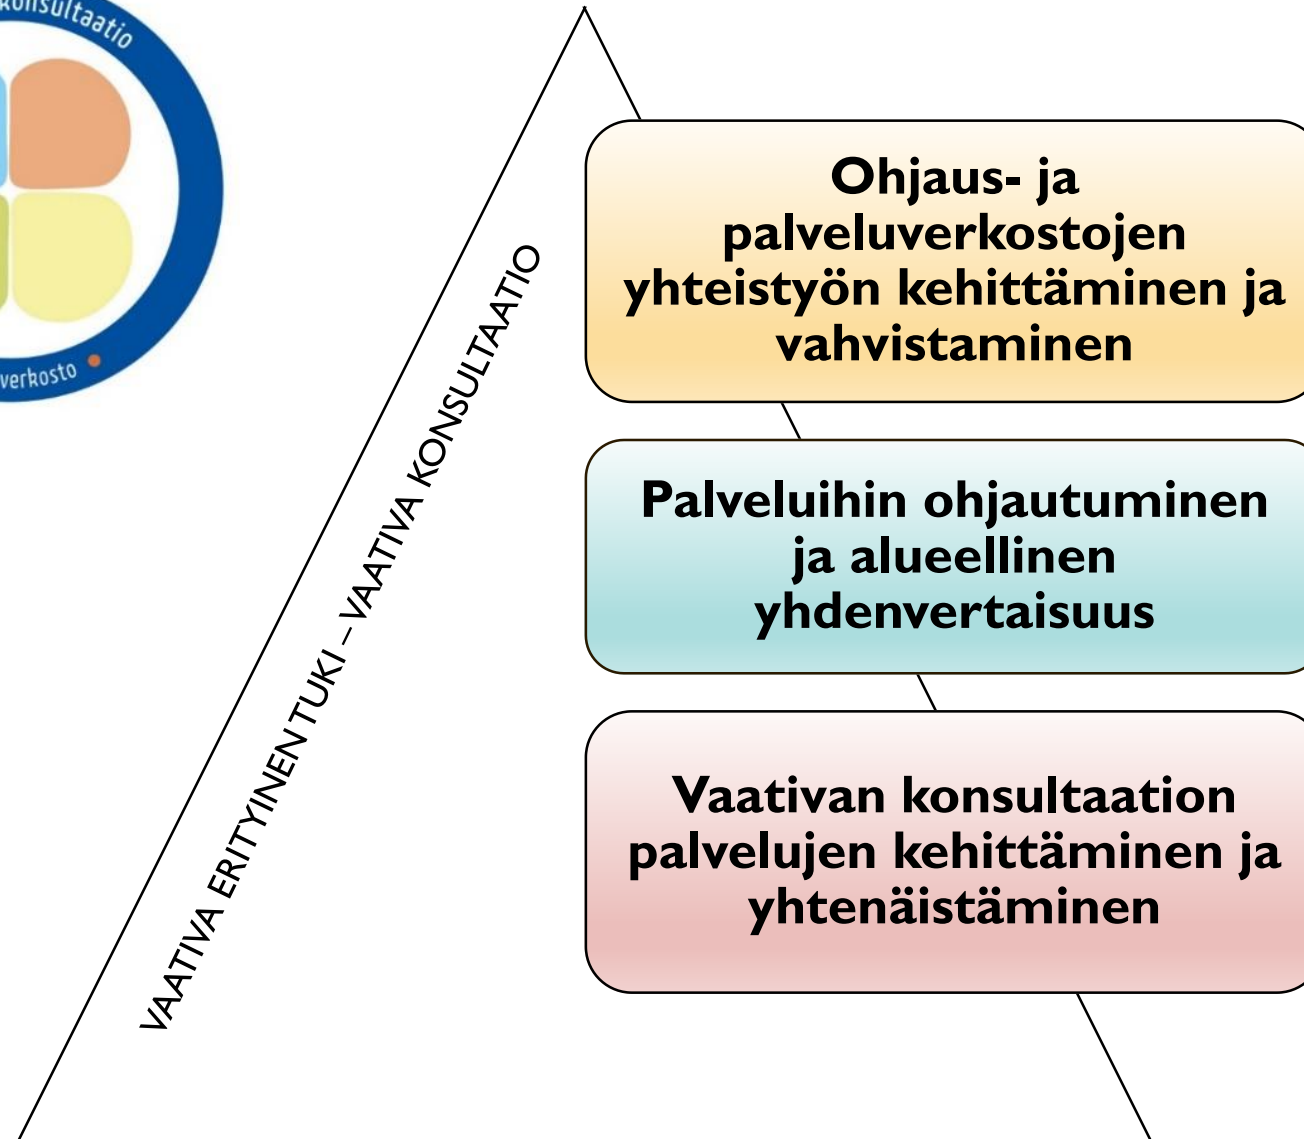 konsultaatio
verkosto
VAATIVA ERITYINEN TUKI – VAATIVA KONSULTAATIO
Ohjaus- ja
palveluverkostojen
yhteistyön kehittäminen ja
vahvistaminen
Palveluihin ohjautuminen
ja alueellinen
yhdenvertaisuus
Vaativan konsultaation
palvelujen kehittäminen ja
yhtenäistäminen